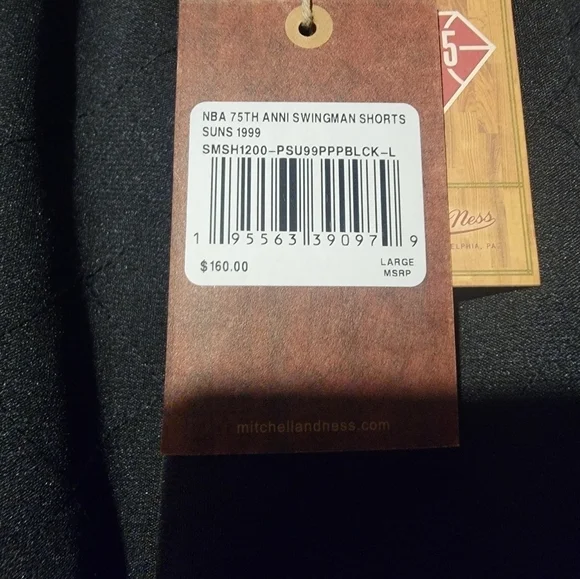 NBA 75TH ANNI SWINGMAN SHORTS
SUNS 1999
SMSH1200-PSU99PPPBLCK-L
1 95563 39097 9
$160.00
LARGE
MSRP
mitchellandness.com
5
Ness
ELPHIA, PA